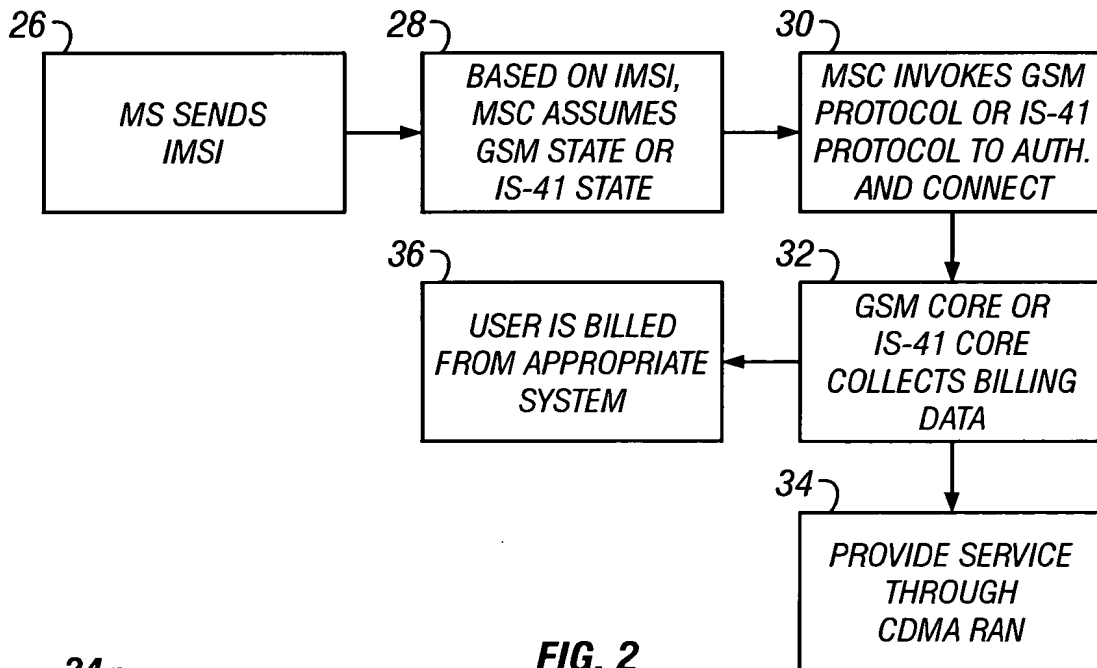 26
MS SENDS
IMSI
28
BASED ON IMSI,
MSC ASSUMES
GSM STATE OR
IS-41 STATE
30
MSC INVOKES GSM
PROTOCOL OR IS-41
PROTOCOL TO AUTH.
AND CONNECT
36
USER IS BILLED
FROM APPROPRIATE
SYSTEM
32
GSM CORE OR
IS-41 CORE
COLLECTS BILLING
DATA
34
PROVIDE SERVICE
THROUGH
CDMA RAN
FIG. 2